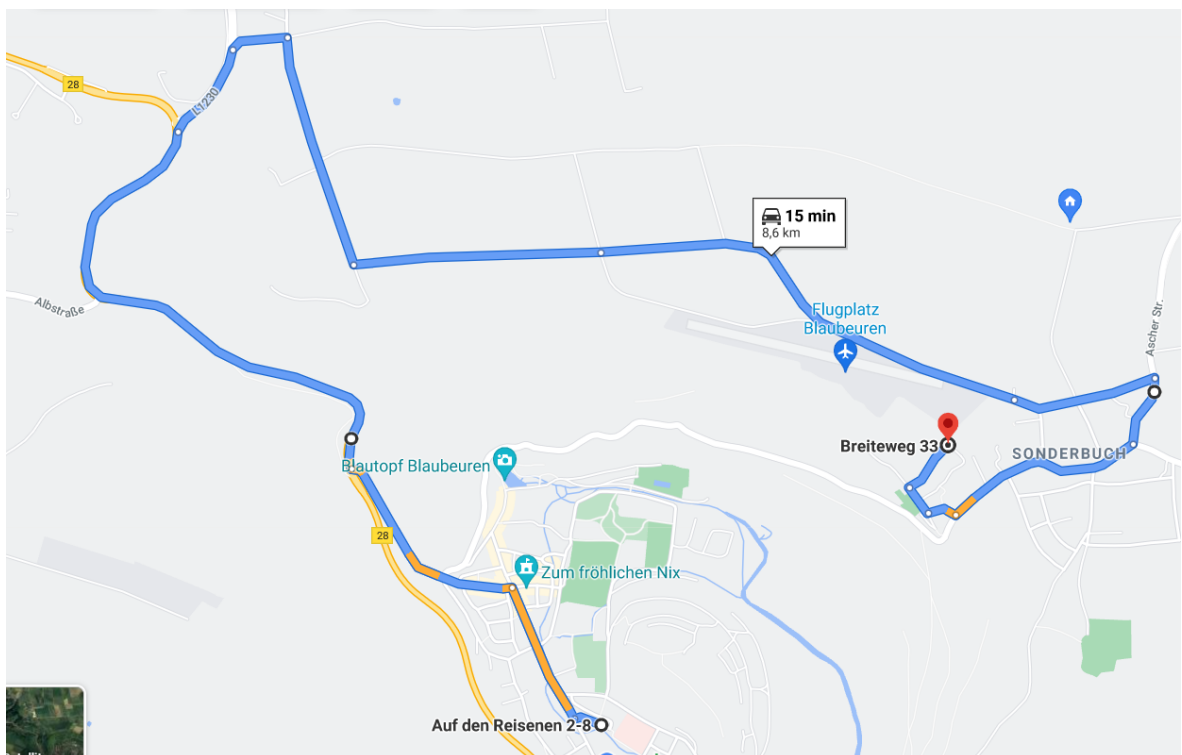 28
L1230
15 min
8,6 km
Albstraße
Flugplatz
Blaubeuren
Ascher Str.
Breiteweg 33
SONDERBUCH
Blautopf Blaubeuren
28
Zum fröhlichen Nix
Auf den Reisenen 2-8